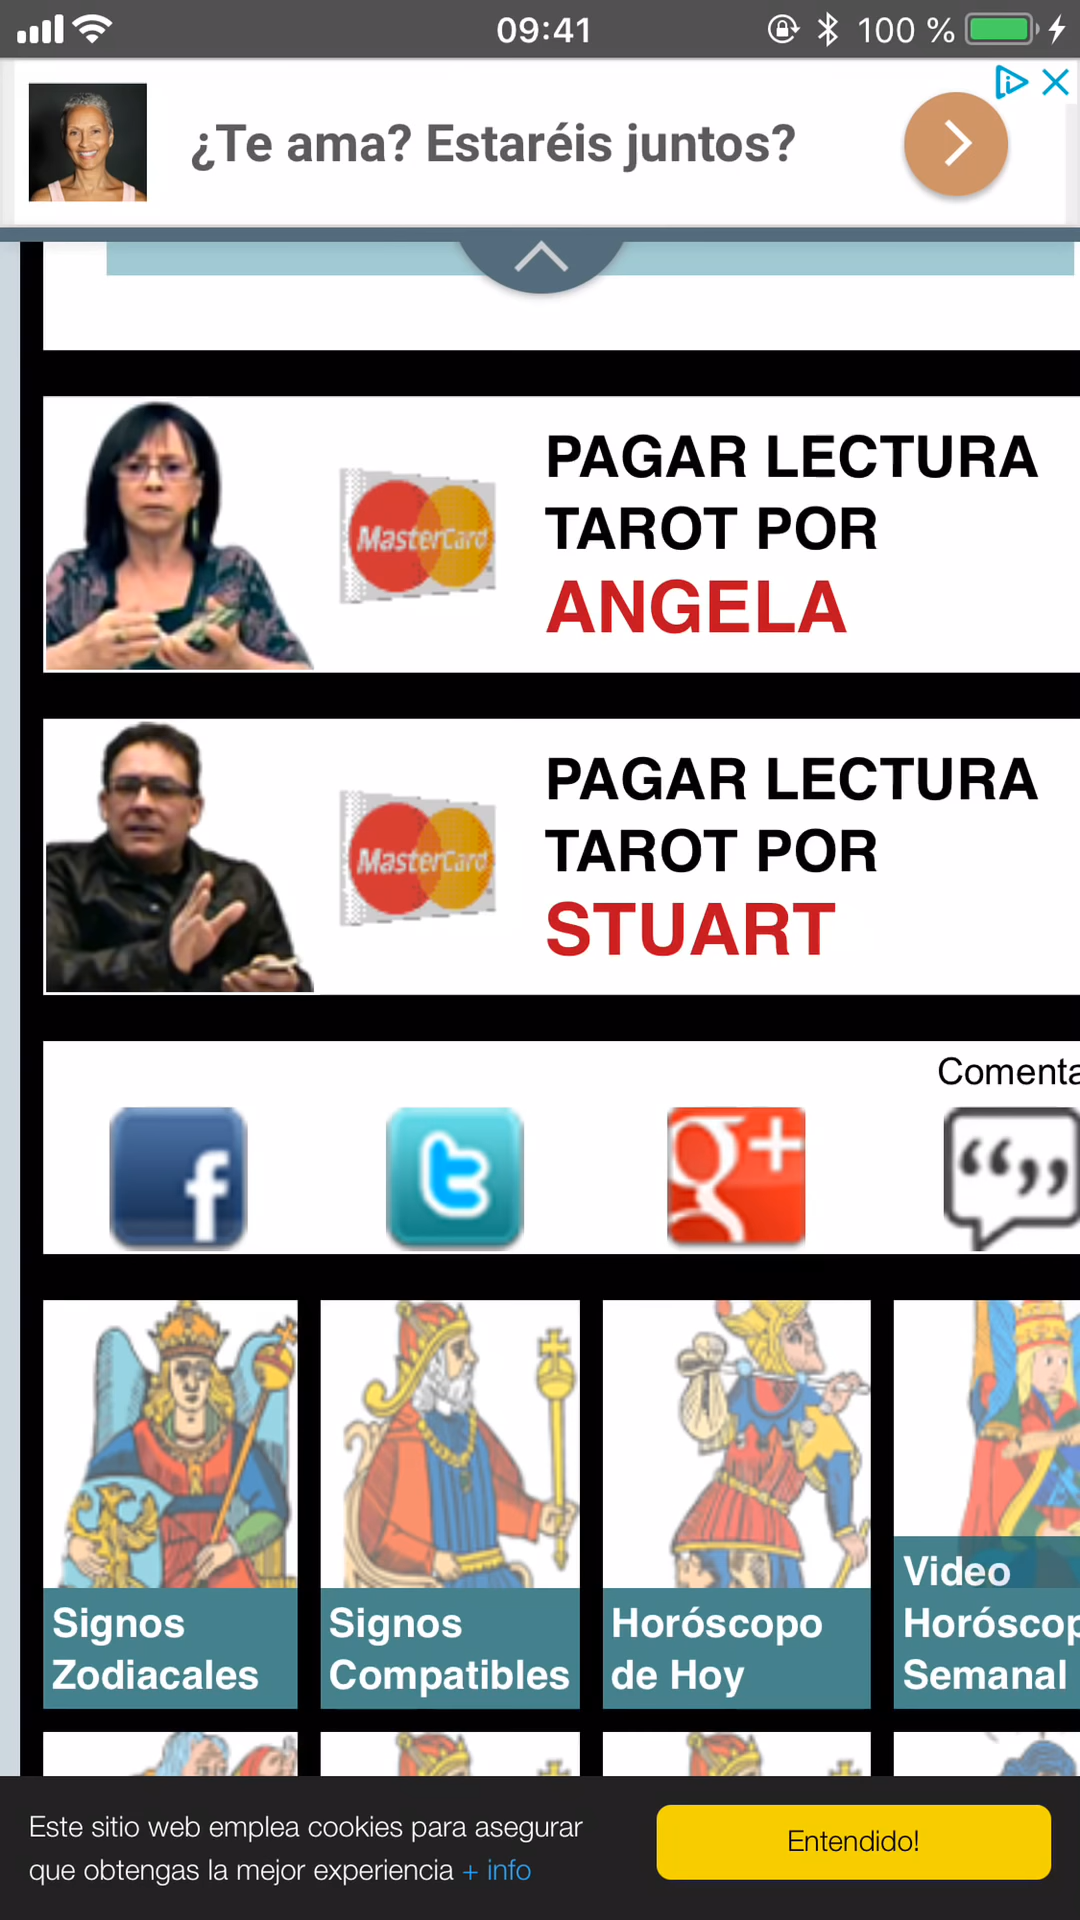 09:41
100 %
¿Te ama? Estaréis juntos?
PAGAR LECTURA
TAROT POR
ANGELA
MasterCard
PAGAR LECTURA
TAROT POR
STUART
MasterCard
Comenta
Signos
Zodiacales
Signos
Compatibles
Horóscopo
de Hoy
Video
Horóscop
Semanal
Este sitio web emplea cookies para asegurar
que obtengas la mejor experiencia + info
Entendido!